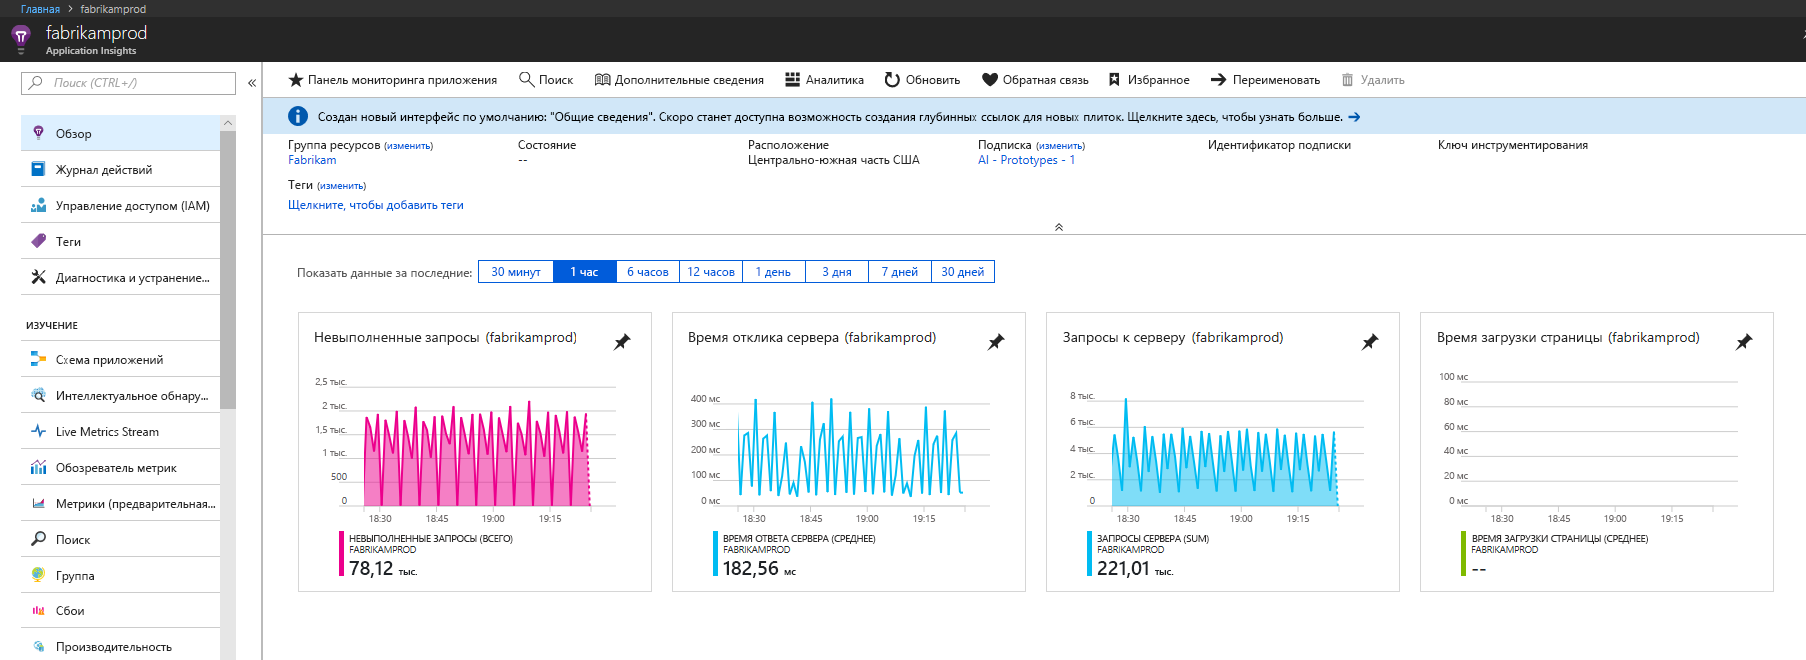 Главная > fabrikamprod
fabrikamprod
Application Insights
Поиск (CTRL+/)
«
Обзор
Журнал действий
Управление доступом (IAM)
Теги
Диагностика и устранение...
ИЗУЧЕНИЕ
Схема приложений
Интеллектуальное обнару...
Live Metrics Stream
Обозреватель метрик
Метрики (предварительная...
Поиск
Группа
Сбои
Производительность
Панель мониторинга приложения Поиск Дополнительные сведения Аналитика Обновить Обратная связь Избранное Переименовать Удалить
Создан новый интерфейс по умолчанию: "Общие сведения". Скоро станет доступна возможность создания глубинных ссылок для новых плиток. Щелкните здесь, чтобы узнать больше. →
Группа ресурсов (изменить) Состояние Расположение Подписка (изменить) Идентификатор подписки Ключ инструментирования
Fabrikam -- Центрально-южная часть США AI - Prototypes - 1
Теги (изменить)
Щелкните, чтобы добавить теги
Показать данные за последние: 30 минут 1 час 6 часов 12 часов 1 день 3 дня 7 дней 30 дней
Невыполненные запросы (fabrikamprod)
2,5 тыс.
2 тыс.
1,5 тыс.
1 тыс.
500
0
18:30 18:45 19:00 19:15
НЕВЫПОЛНЕННЫЕ ЗАПРОСЫ (ВСЕГО)
FABRIKAMPROD
78,12 тыс.
Время отклика сервера (fabrikamprod)
400 мс
300 мс
200 мс
100 мс
0 мс
18:30 18:45 19:00 19:15
ВРЕМЯ ОТВЕТА СЕРВЕРА (СРЕДНЕЕ)
FABRIKAMPROD
182,56 мс
Запросы к серверу (fabrikamprod)
8 тыс.
6 тыс.
4 тыс.
2 тыс.
0
18:30 18:45 19:00 19:15
ЗАПРОСЫ СЕРВЕРА (SUM)
FABRIKAMPROD
221,01 тыс.
Время загрузки страницы (fabrikamprod)
100 мс
80 мс
60 мс
40 мс
20 мс
0 мс
18:30 18:45 19:00 19:15
ВРЕМЯ ЗАГРУЗКИ СТРАНИЦЫ (СРЕДНЕЕ)
FABRIKAMPROD
--